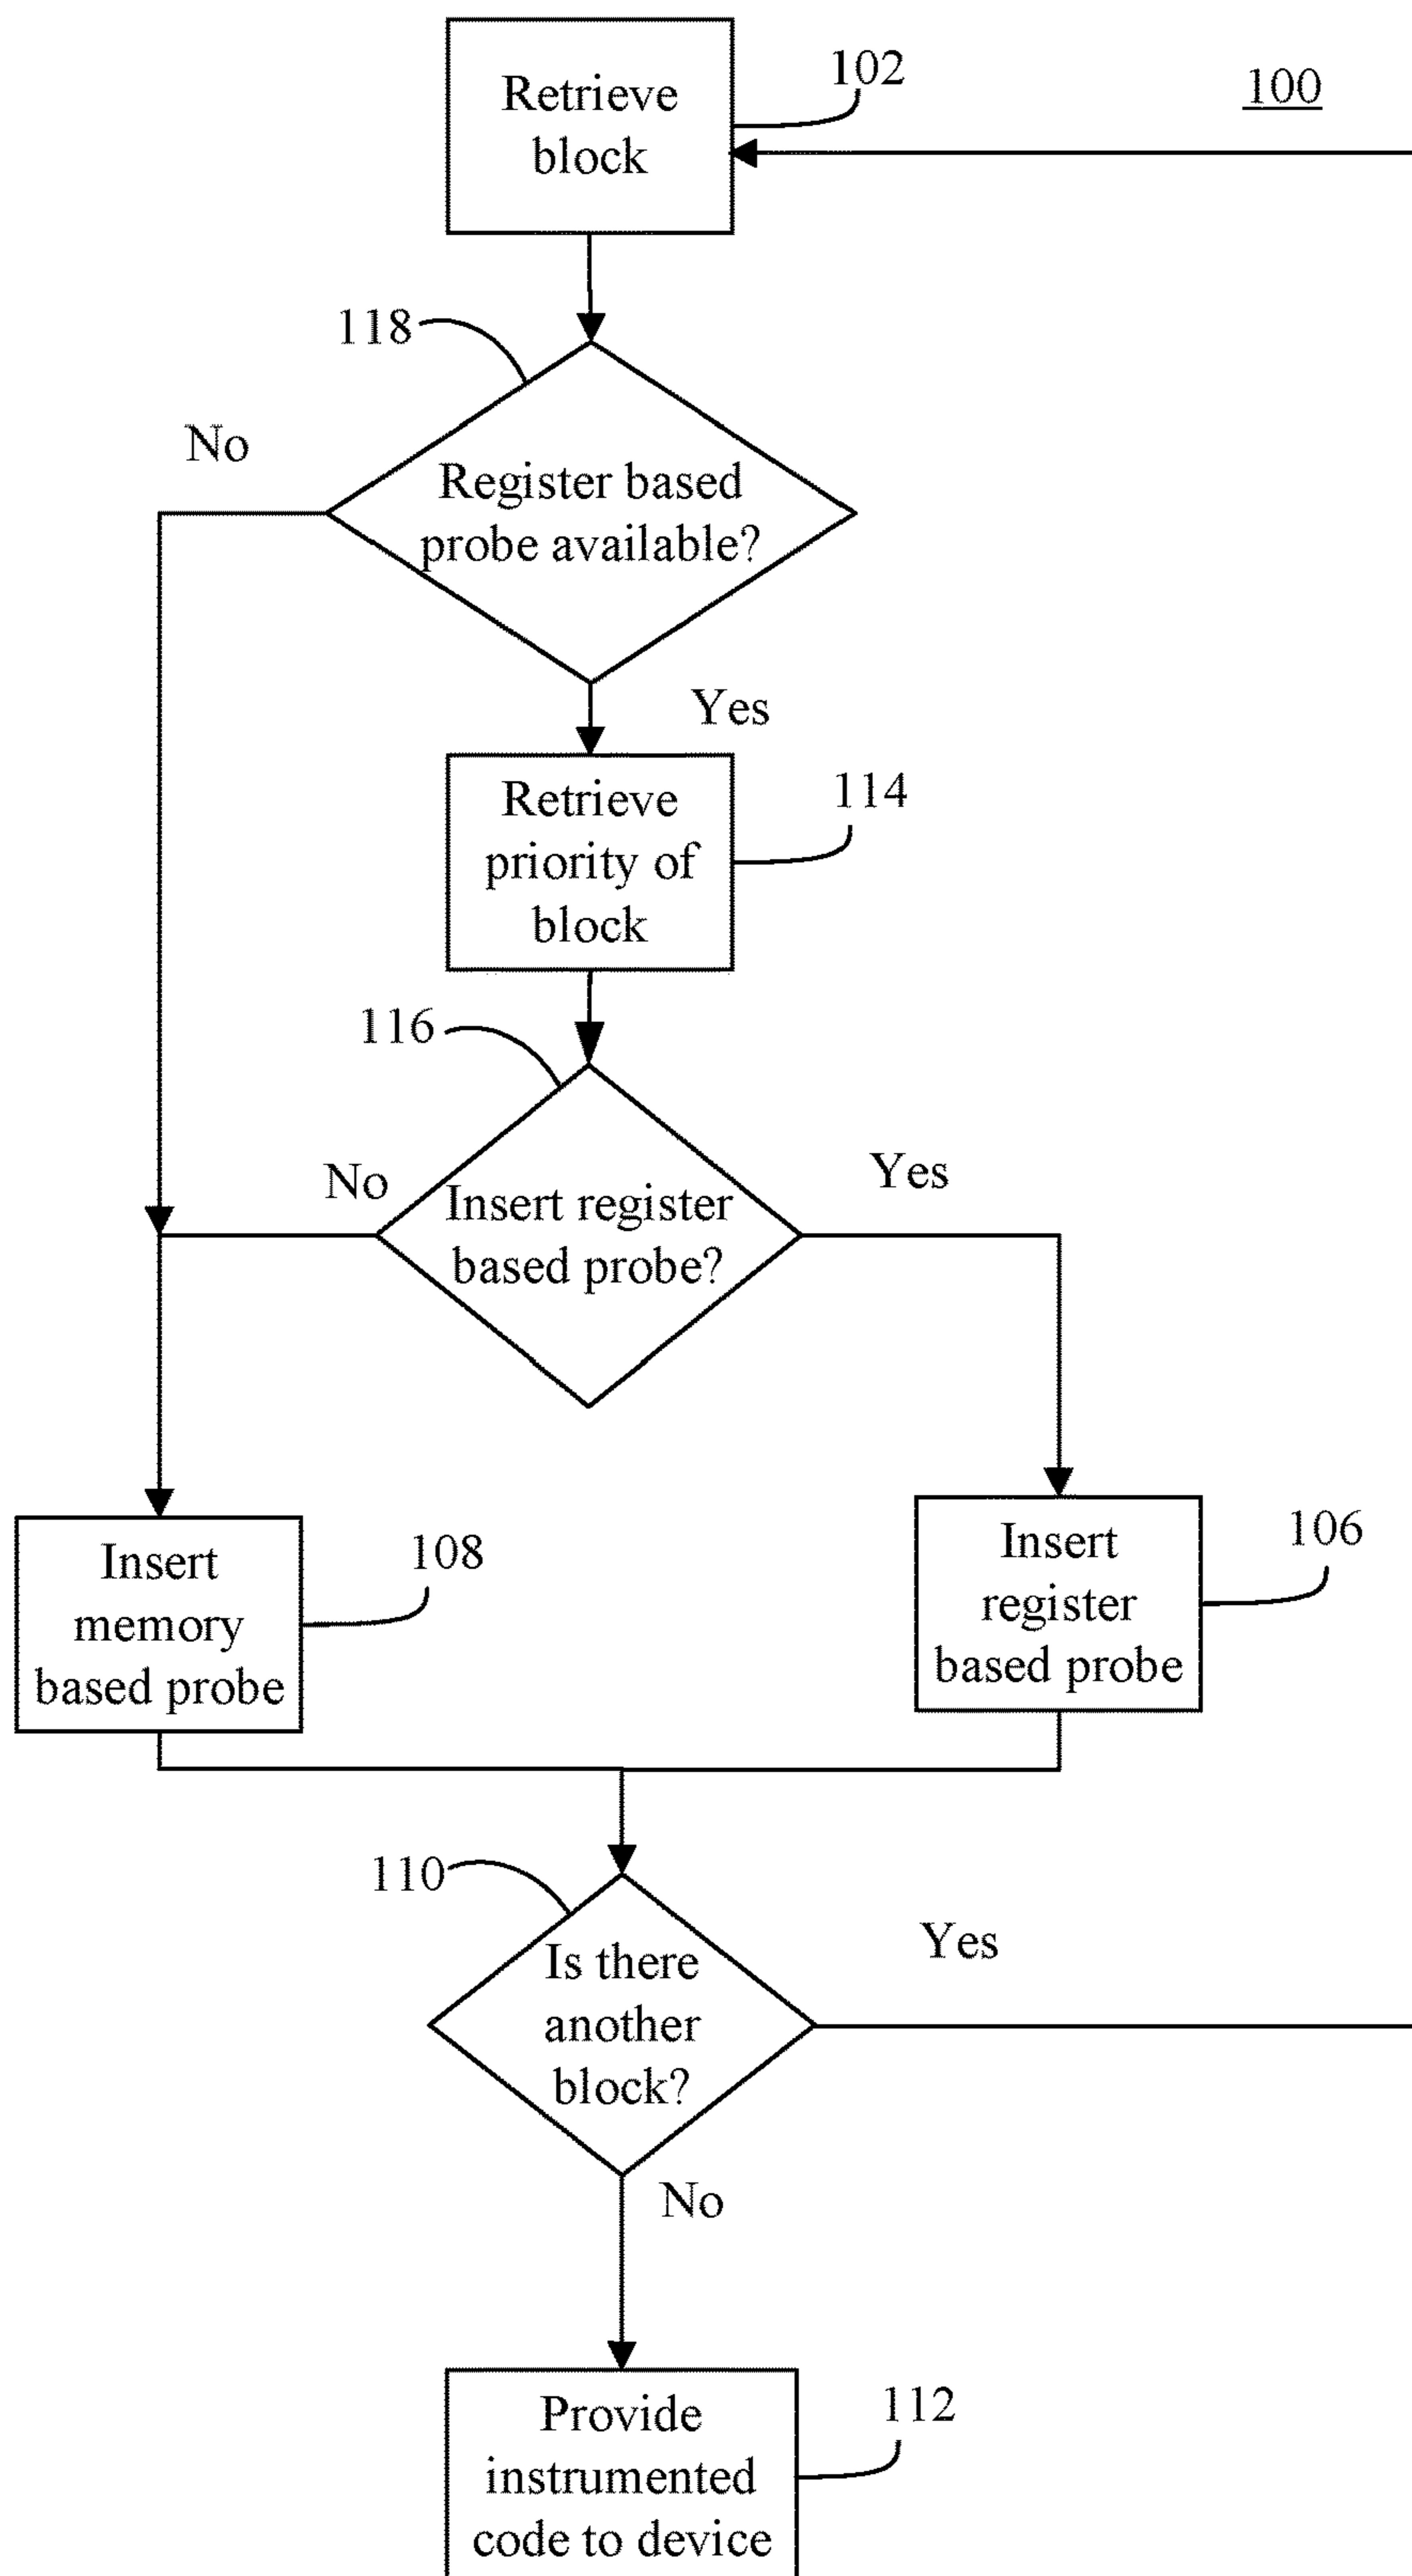 Retrieve
block
102
100
118
No
Register based
probe available?
Yes
Retrieve
priority of
block
114
116
No
Insert register
based probe?
Yes
Insert
memory
based probe
108
Insert
register
based probe
106
110
Is there
another
block?
Yes
No
Provide
instrumented
code to device
112